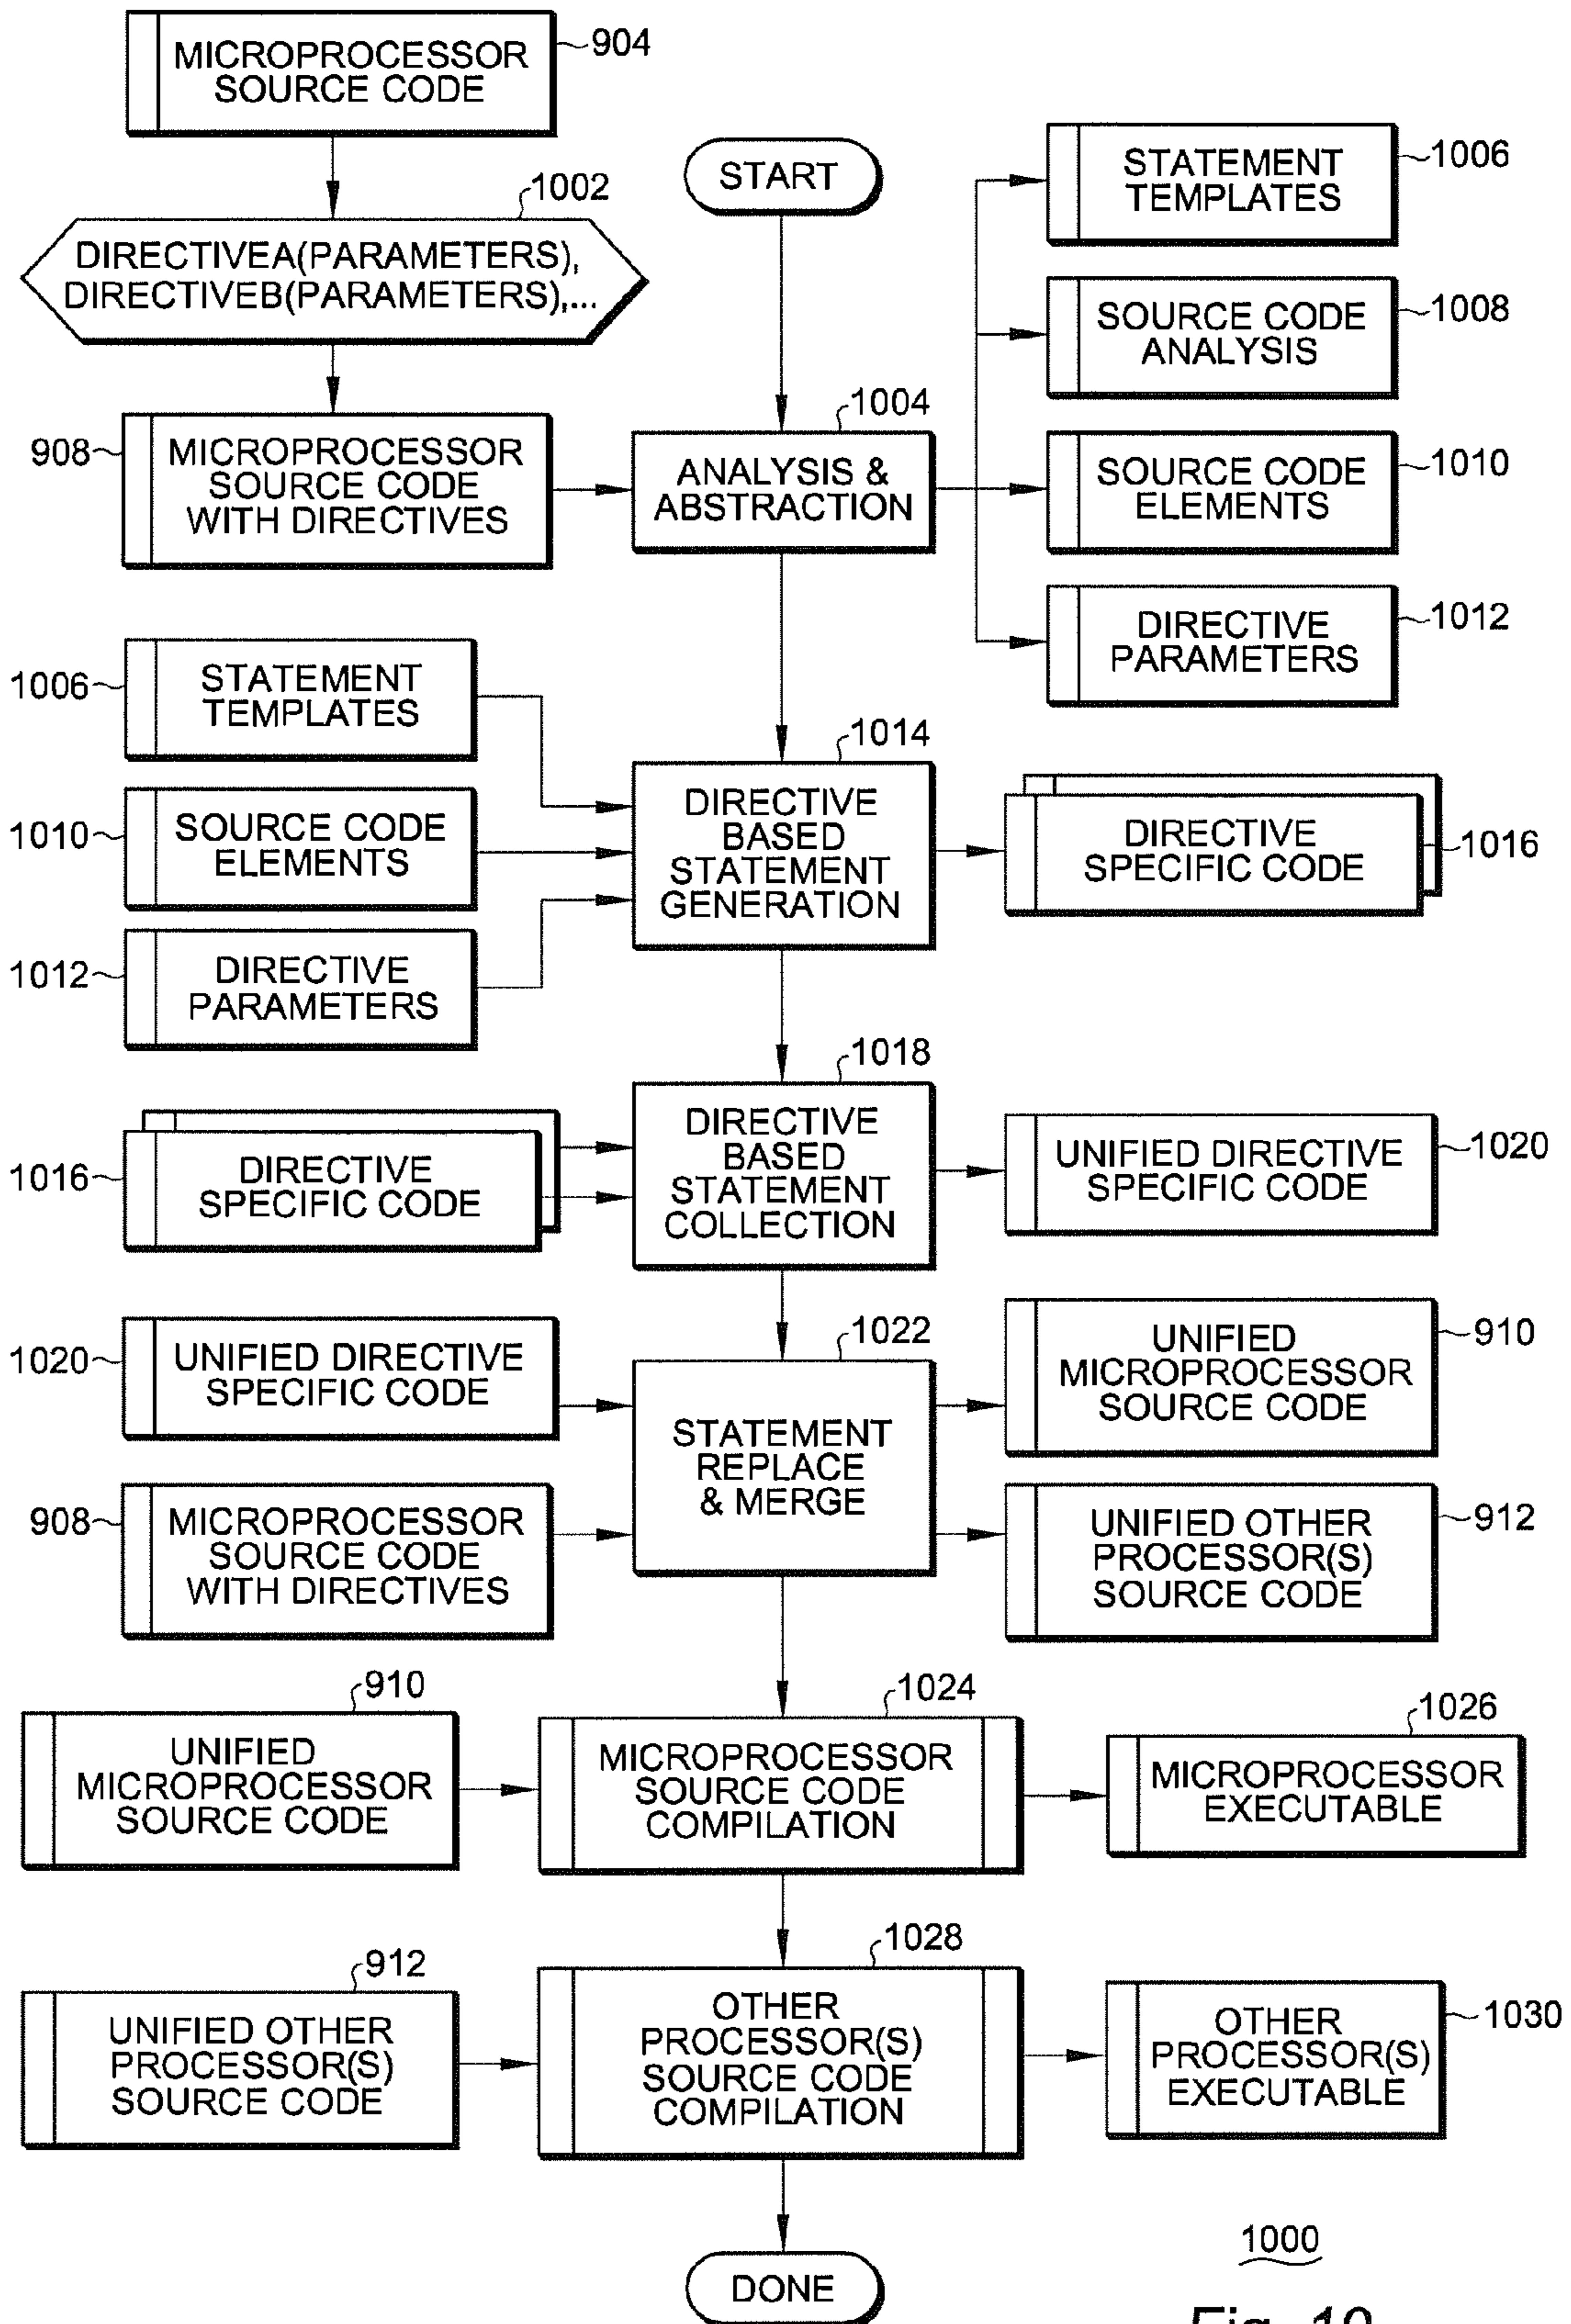 MICROPROCESSOR
SOURCE CODE
904
START
STATEMENT
TEMPLATES
1006
1002
DIRECTIVEA(PARAMETERS),
DIRECTIVEB(PARAMETERS),...
SOURCE CODE
ANALYSIS
1008
908
MICROPROCESSOR
SOURCE CODE
WITH DIRECTIVES
1004
ANALYSIS &
ABSTRACTION
SOURCE CODE
ELEMENTS
1010
DIRECTIVE
PARAMETERS
1012
1006
STATEMENT
TEMPLATES
1010
SOURCE CODE
ELEMENTS
1012
DIRECTIVE
PARAMETERS
1014
DIRECTIVE
BASED
STATEMENT
GENERATION
DIRECTIVE
SPECIFIC CODE
1016
1016
DIRECTIVE
SPECIFIC CODE
1018
DIRECTIVE
BASED
STATEMENT
COLLECTION
UNIFIED DIRECTIVE
SPECIFIC CODE
1020
1020
UNIFIED DIRECTIVE
SPECIFIC CODE
908
MICROPROCESSOR
SOURCE CODE
WITH DIRECTIVES
1022
STATEMENT
REPLACE
& MERGE
UNIFIED
MICROPROCESSOR
SOURCE CODE
910
UNIFIED OTHER
PROCESSOR(S)
SOURCE CODE
912
910
UNIFIED
MICROPROCESSOR
SOURCE CODE
1024
MICROPROCESSOR
SOURCE CODE
COMPILATION
1026
MICROPROCESSOR
EXECUTABLE
912
UNIFIED OTHER
PROCESSOR(S)
SOURCE CODE
1028
OTHER
PROCESSOR(S)
SOURCE CODE
COMPILATION
OTHER
PROCESSOR(S)
EXECUTABLE
1030
DONE
1000
Fig. 10